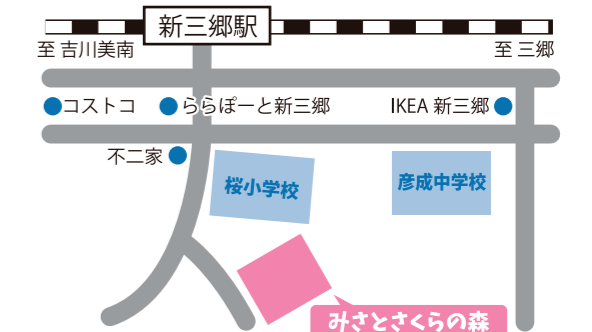 新三郷駅
至 吉川美南
至 三郷
コストコ
ららぽーと新三郷
IKEA 新三郷
不二家
桜小学校
彦成中学校
みさとさくらの森